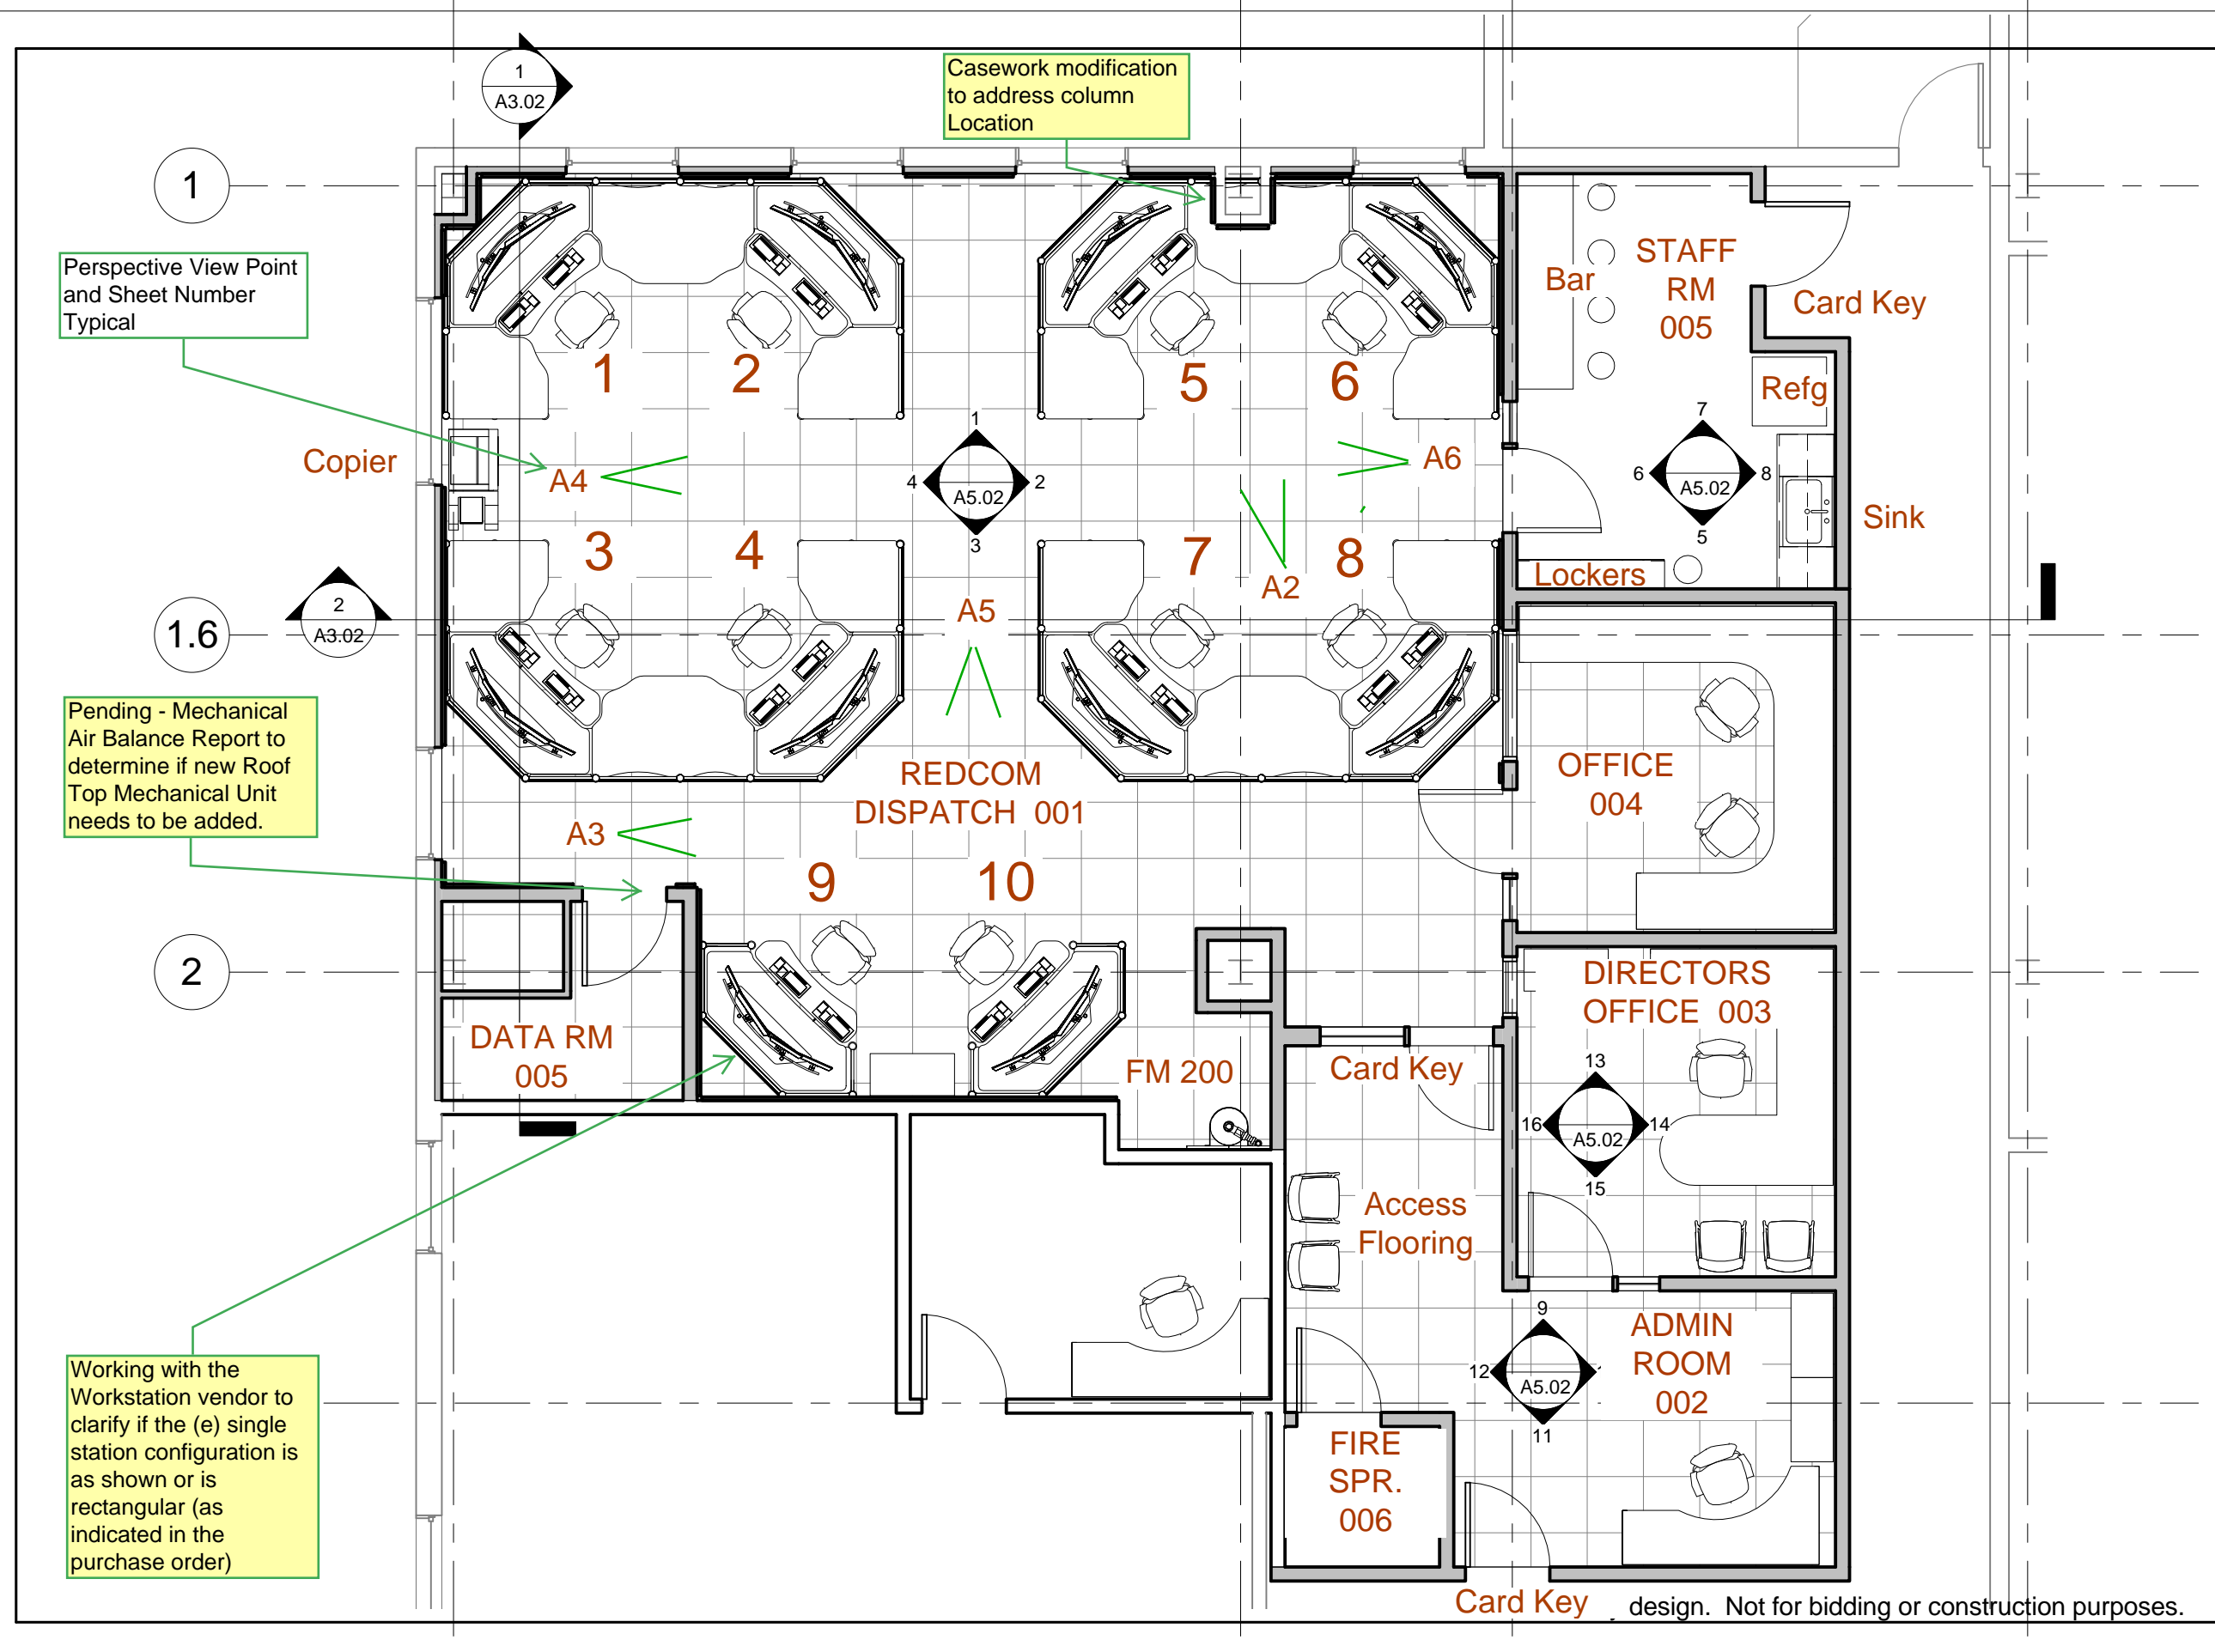 1
A3.02
Casework modification
to address column
Location
1
Perspective View Point
and Sheet Number
Typical
Copier
1
2
5
6
A4
A6
3
4
7
8
A2
A5
1
4
A5.02
2
3
Bar
STAFF
RM
005
Card Key
Refg
7
6
A5.02
8
5
Sink
Lockers
2
A3.02
1.6
Pending - Mechanical
Air Balance Report to
determine if new Roof
Top Mechanical Unit
needs to be added.
REDCOM
DISPATCH 001
OFFICE
004
A3
9
10
2
DATA RM
005
FM 200
Card Key
DIRECTORS
OFFICE 003
13
16
A5.02
14
15
Access
Flooring
9
12
A5.02
11
ADMIN
ROOM
002
Working with the
Workstation vendor to
clarify if the (e) single
station configuration is
as shown or is
rectangular (as
indicated in the
purchase order)
FIRE
SPR.
006
Card Key
design. Not for bidding or construction purposes.